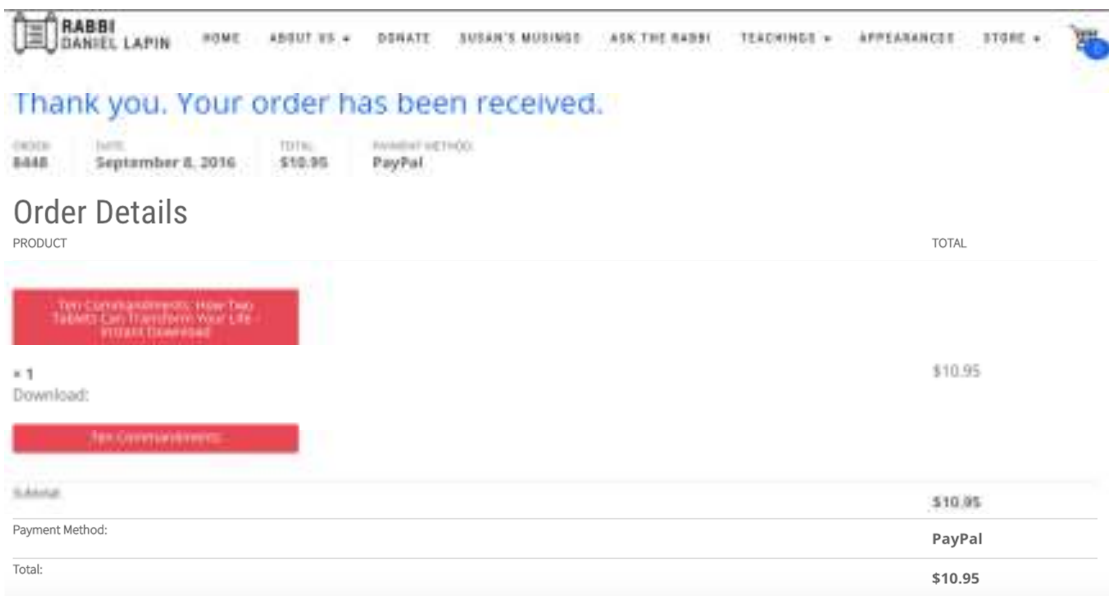 RABBI
DANIEL LAPIN
HOME ABOUT US DONATE SUSAN'S MUSINGS ASK THE RABBI TEACHINGS APPEARANCES STORE
0
Thank you. Your order has been received.
ORDER: DATE: TOTAL: PAYMENT METHOD:
8448 September 8, 2016 $10.95 PayPal
Order Details
PRODUCT TOTAL
Ten Commandments: How Two
Tablets Can Transform Your Life -
Instant Download
× 1 $10.95
Download:
Ten Commandments
Subtotal: $10.95
Payment Method: PayPal
Total: $10.95